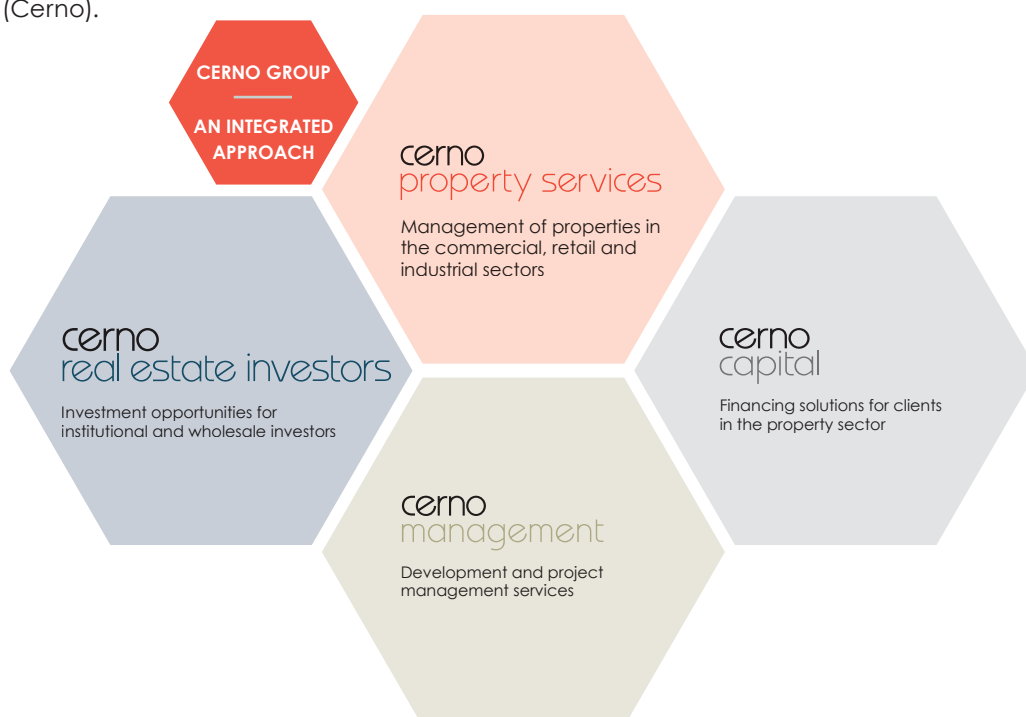 (Cerno).
CERNO GROUP
AN INTEGRATED
APPROACH
cerno
property services
Management of properties in
the commercial, retail and
industrial sectors
cerno
real estate investors
Investment opportunities for
institutional and wholesale investors
cerno
capital
Financing solutions for clients
in the property sector
cerno
management
Development and project
management services